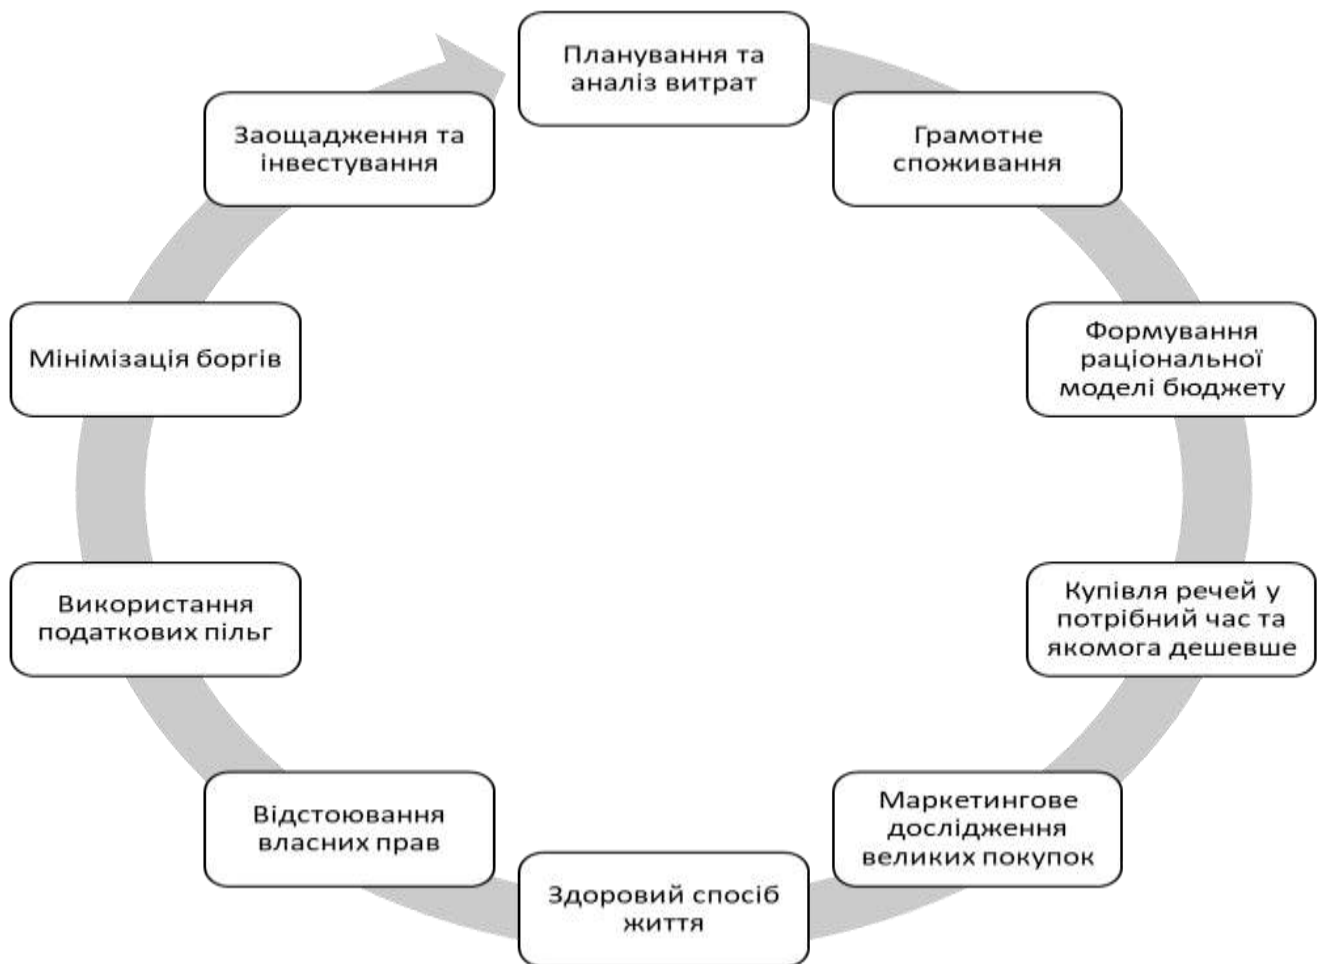 Планування та
аналіз витрат
Грамотне
споживання
Формування
раціональної
моделі бюджету
Купівля речей у
потрібний час та
якомога дешевше
Маркетингове
дослідження
великих покупок
Здоровий спосіб
життя
Відстоювання
власних прав
Використання
податкових пільг
Мінімізація боргів
Заощадження та
інвестування